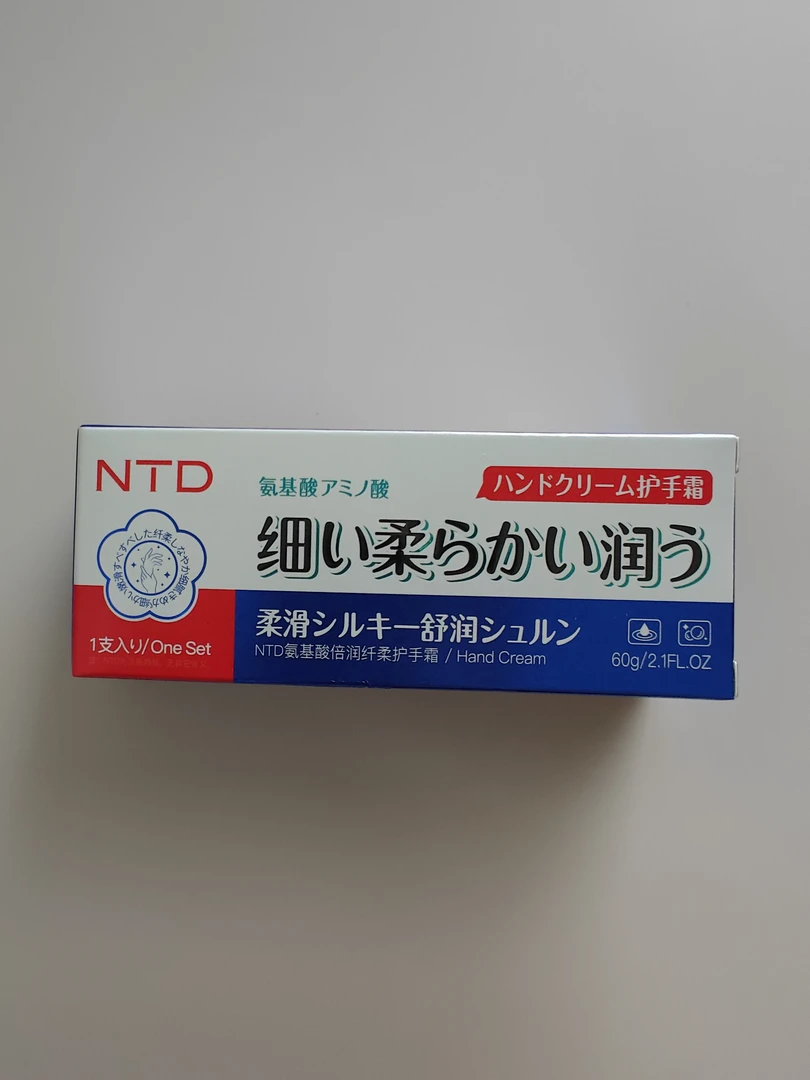 NTD
氨基酸アミノ酸
ハンドクリーム护手霜
细い柔らかい润う
柔滑シルキー舒润シュルン
NTD氨基酸倍润纤柔护手霜 / Hand Cream
1支入り/One Set
60g/2.1FL.OZ